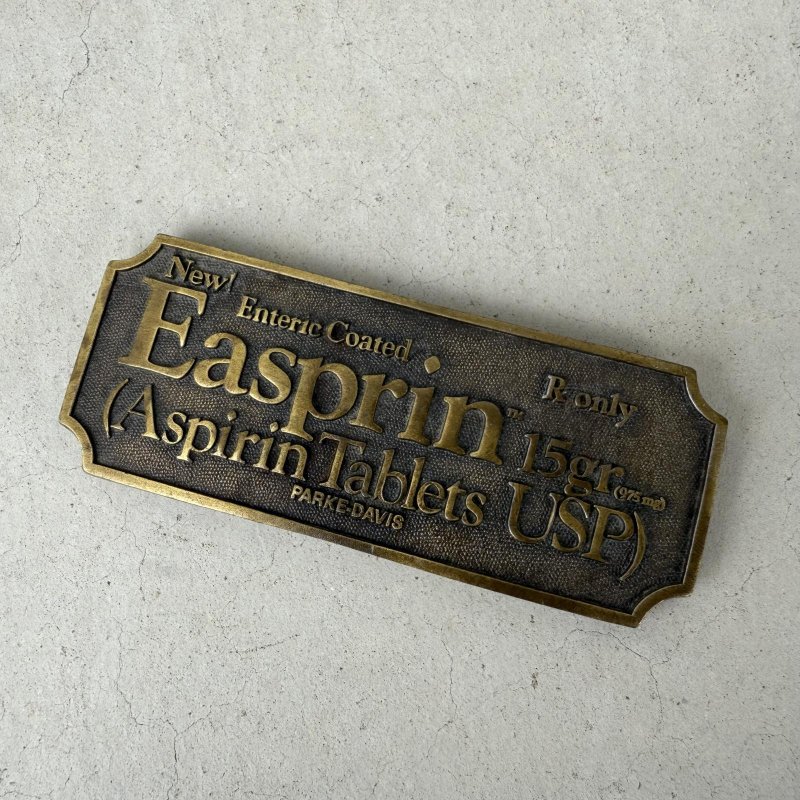 New!
Enteric Coated
Easprin™ ℞ only
15gr (975 mg)
(Aspirin Tablets USP)
PARKE-DAVIS